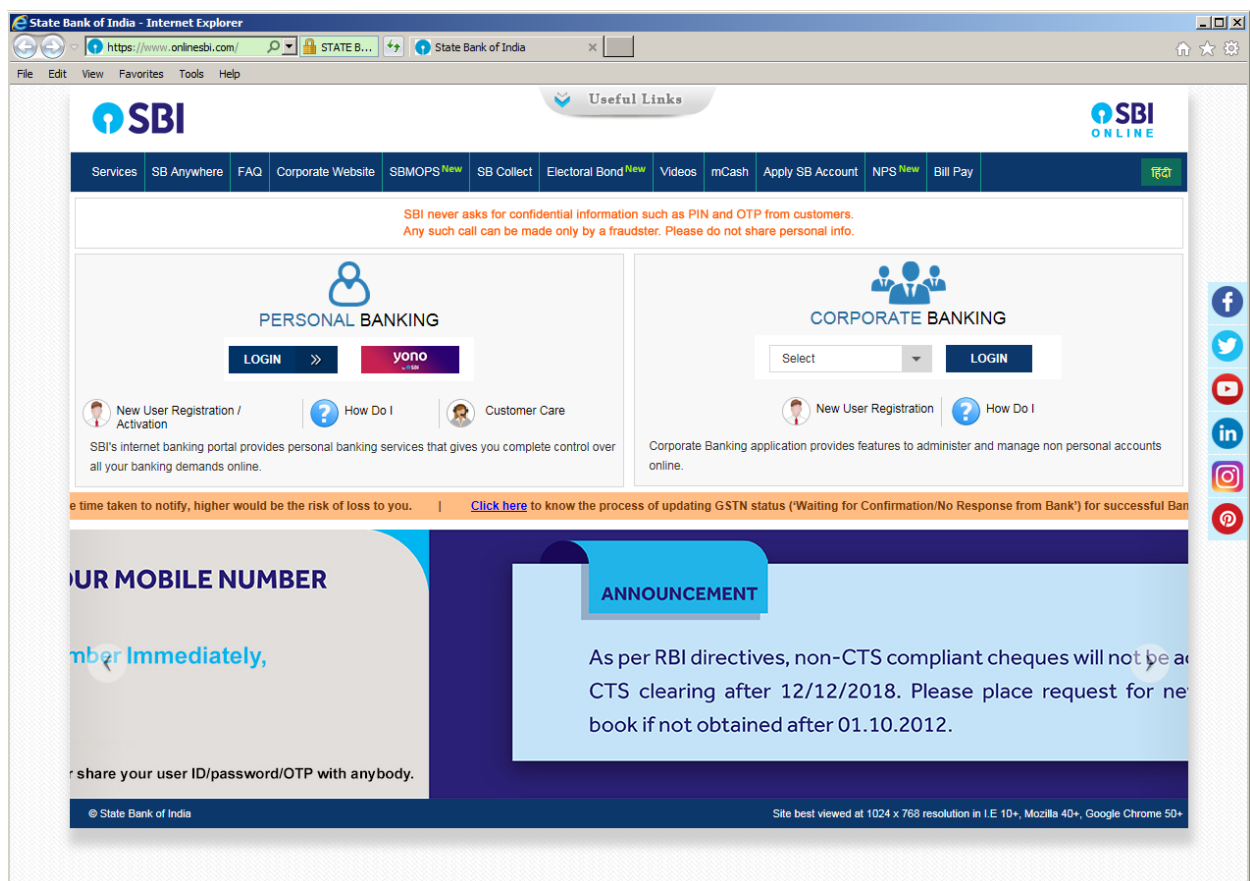 State Bank of India - Internet Explorer
https://www.onlinesbi.com/
STATE B...
State Bank of India
File Edit View Favorites Tools Help
Useful Links
SBI
SBI
ONLINE
Services SB Anywhere FAQ Corporate Website SBMOPS New SB Collect Electoral Bond New Videos mCash Apply SB Account NPS New Bill Pay हिंदी
SBI never asks for confidential information such as PIN and OTP from customers.
Any such call can be made only by a fraudster. Please do not share personal info.
PERSONAL BANKING
LOGIN
yono
by SBI
New User Registration /
Activation
How Do I
Customer Care
SBI's internet banking portal provides personal banking services that gives you complete control over
all your banking demands online.
CORPORATE BANKING
Select
LOGIN
New User Registration
How Do I
Corporate Banking application provides features to administer and manage non personal accounts
online.
e time taken to notify, higher would be the risk of loss to you. | Click here to know the process of updating GSTN status ('Waiting for Confirmation/No Response from Bank') for successful Ban
OUR MOBILE NUMBER
mber Immediately,
r share your user ID/password/OTP with anybody.
ANNOUNCEMENT
As per RBI directives, non-CTS compliant cheques will not be ac
CTS clearing after 12/12/2018. Please place request for ne
book if not obtained after 01.10.2012.
© State Bank of India
Site best viewed at 1024 x 768 resolution in I.E 10+, Mozilla 40+, Google Chrome 50+